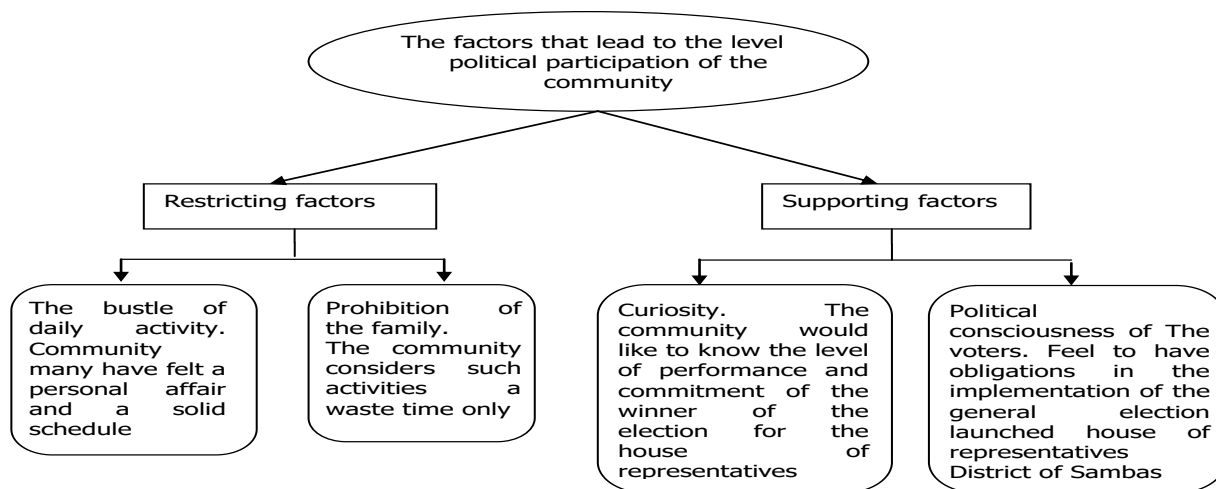 The factors that lead to the level
political participation of the
community
Restricting factors
Supporting factors
The bustle of
daily activity.
Community
many have felt a
personal affair
and a solid
schedule
Prohibition of
the family.
The community
considers such
activities a
waste time only
Curiosity. The
community would
like to know the level
of performance and
commitment of the
winner of the
election for the
house of
representatives
Political
consciousness of The
voters. Feel to have
obligations in the
implementation of the
general election
launched house of
representatives
District of Sambas